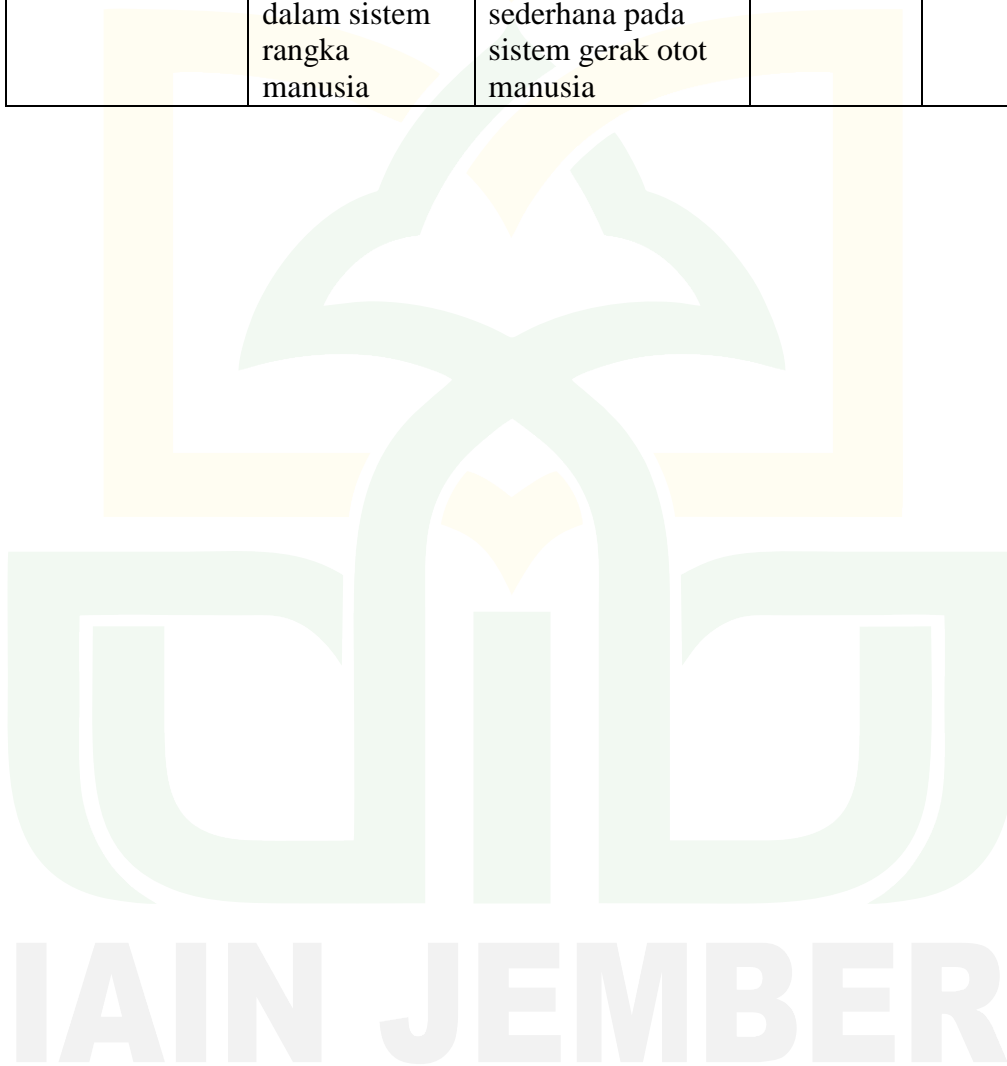 dalam sistem
rangka
manusia
sederhana pada
sistem gerak otot
manusia
IAIN JEMBER